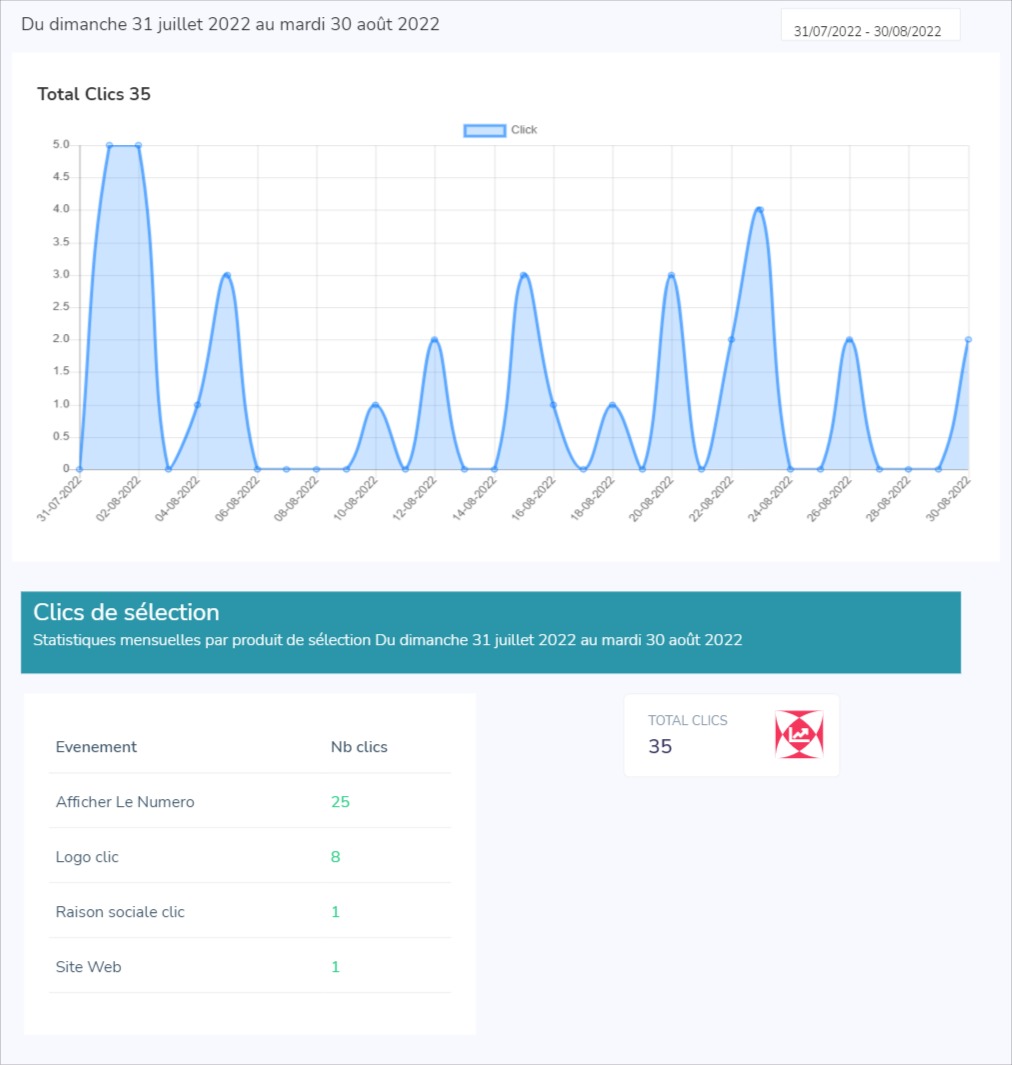 Du dimanche 31 juillet 2022 au mardi 30 août 2022
31/07/2022 - 30/08/2022
Total Clics 35
Click
5.0
4.5
4.0
3.5
3.0
2.5
2.0
1.5
1.0
0.5
0
31-07-2022
02-08-2022
04-08-2022
06-08-2022
08-08-2022
10-08-2022
12-08-2022
14-08-2022
16-08-2022
18-08-2022
20-08-2022
22-08-2022
24-08-2022
26-08-2022
28-08-2022
30-08-2022
Clics de sélection
Statistiques mensuelles par produit de sélection Du dimanche 31 juillet 2022 au mardi 30 août 2022
Evenement Nb clics
Afficher Le Numero 25
Logo clic 8
Raison sociale clic 1
Site Web 1
TOTAL CLICS
35